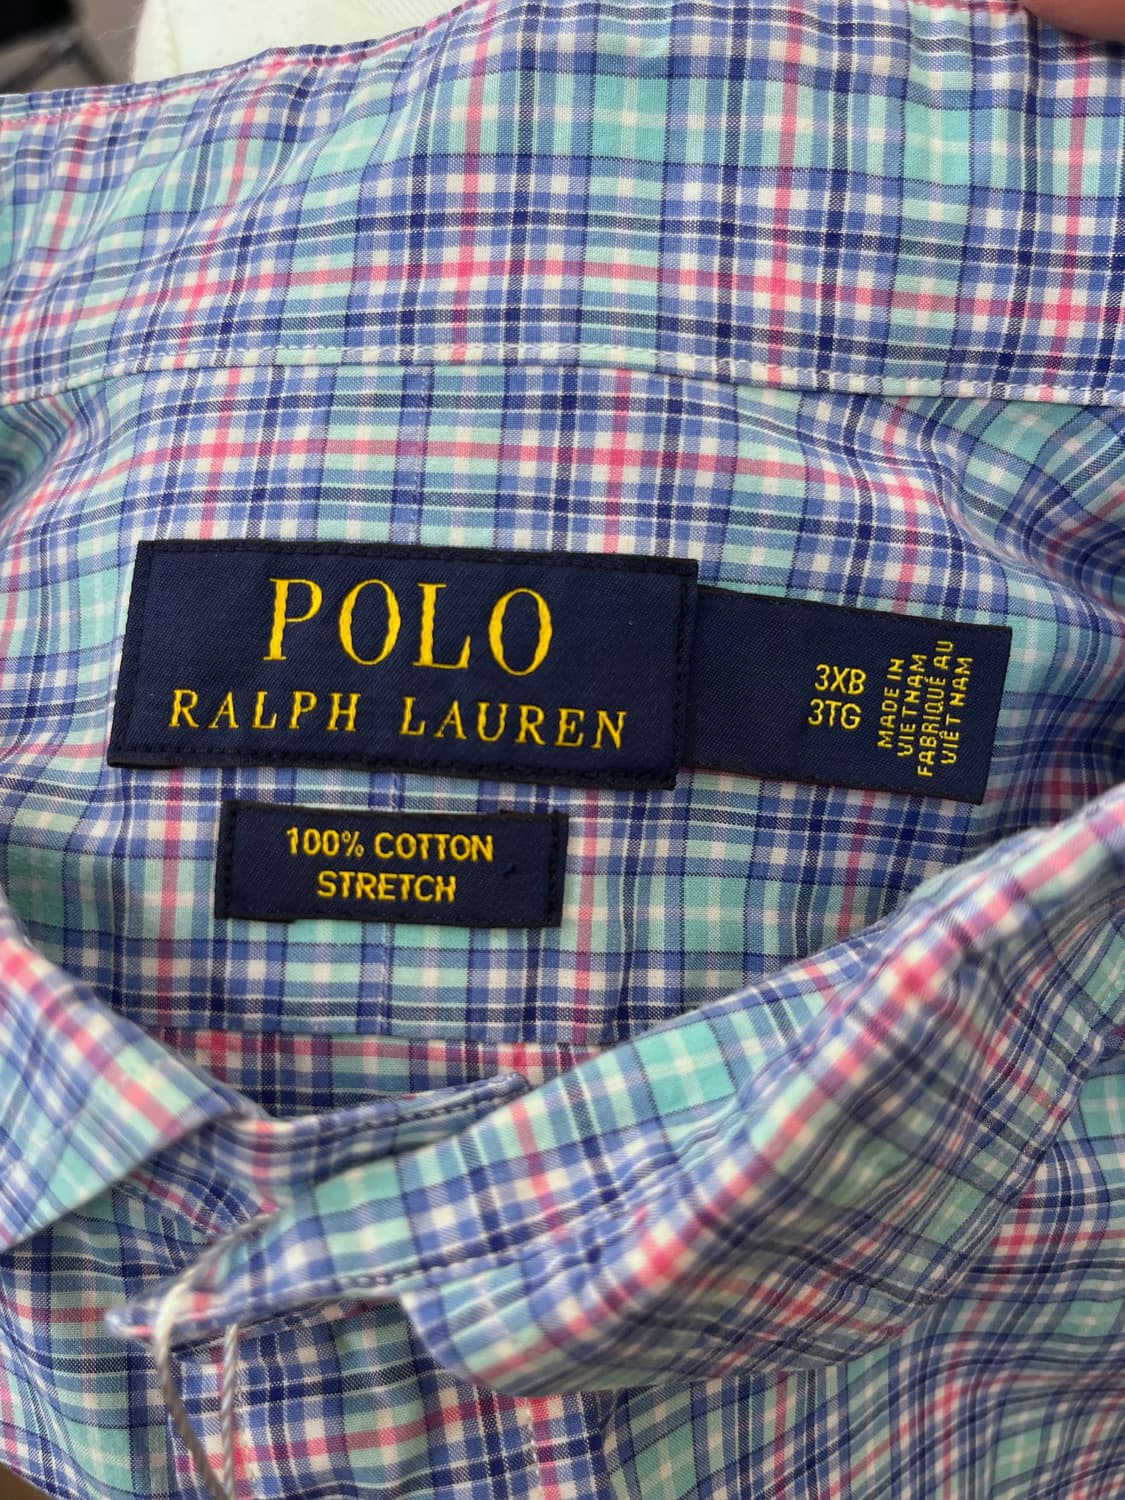 POLO
RALPH LAUREN
3XB
3TG
MADE IN
VIETNAM
FABRIQUÉ AU
VIÊT NAM
100% COTTON
STRETCH